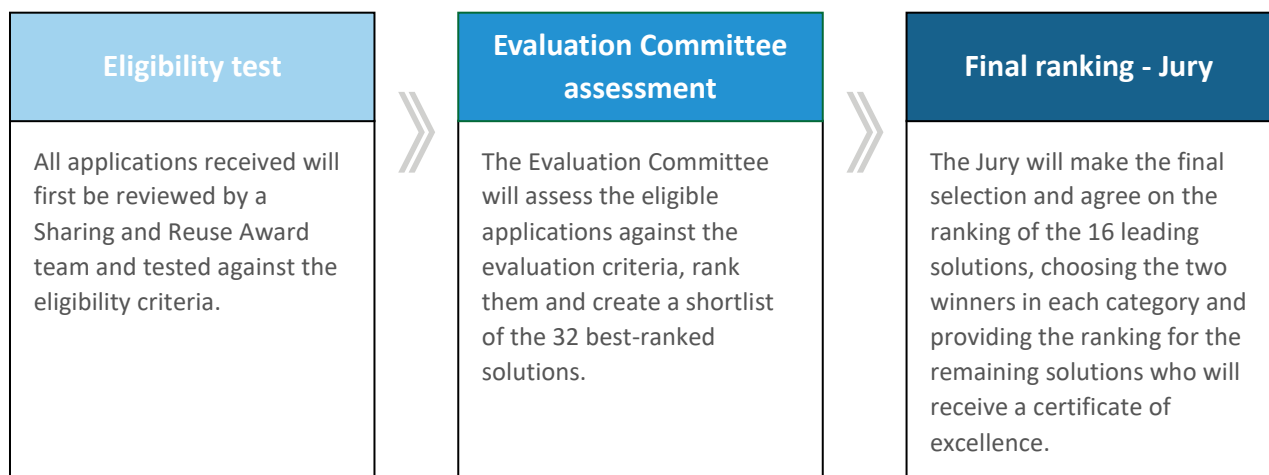 Eligibility test
All applications received will
first be reviewed by a
Sharing and Reuse Award
team and tested against the
eligibility criteria.
Evaluation Committee
assessment
The Evaluation Committee
will assess the eligible
applications against the
evaluation criteria, rank
them and create a shortlist
of the 32 best-ranked
solutions.
Final ranking - Jury
The Jury will make the final
selection and agree on the
ranking of the 16 leading
solutions, choosing the two
winners in each category and
providing the ranking for the
remaining solutions who will
receive a certificate of
excellence.